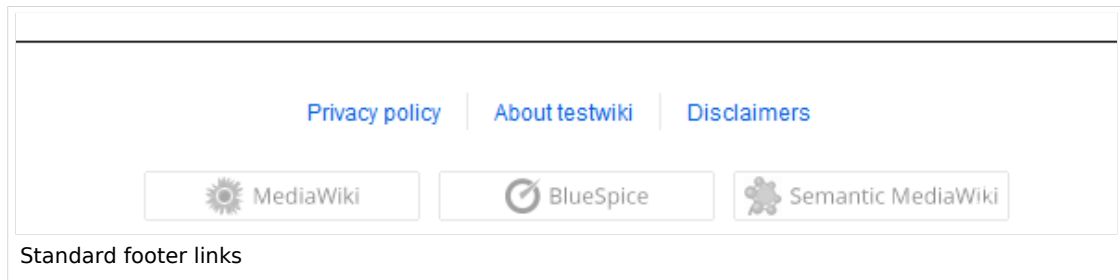 Privacy policy About testwiki Disclaimers
MediaWiki BlueSpice Semantic MediaWiki
Standard footer links